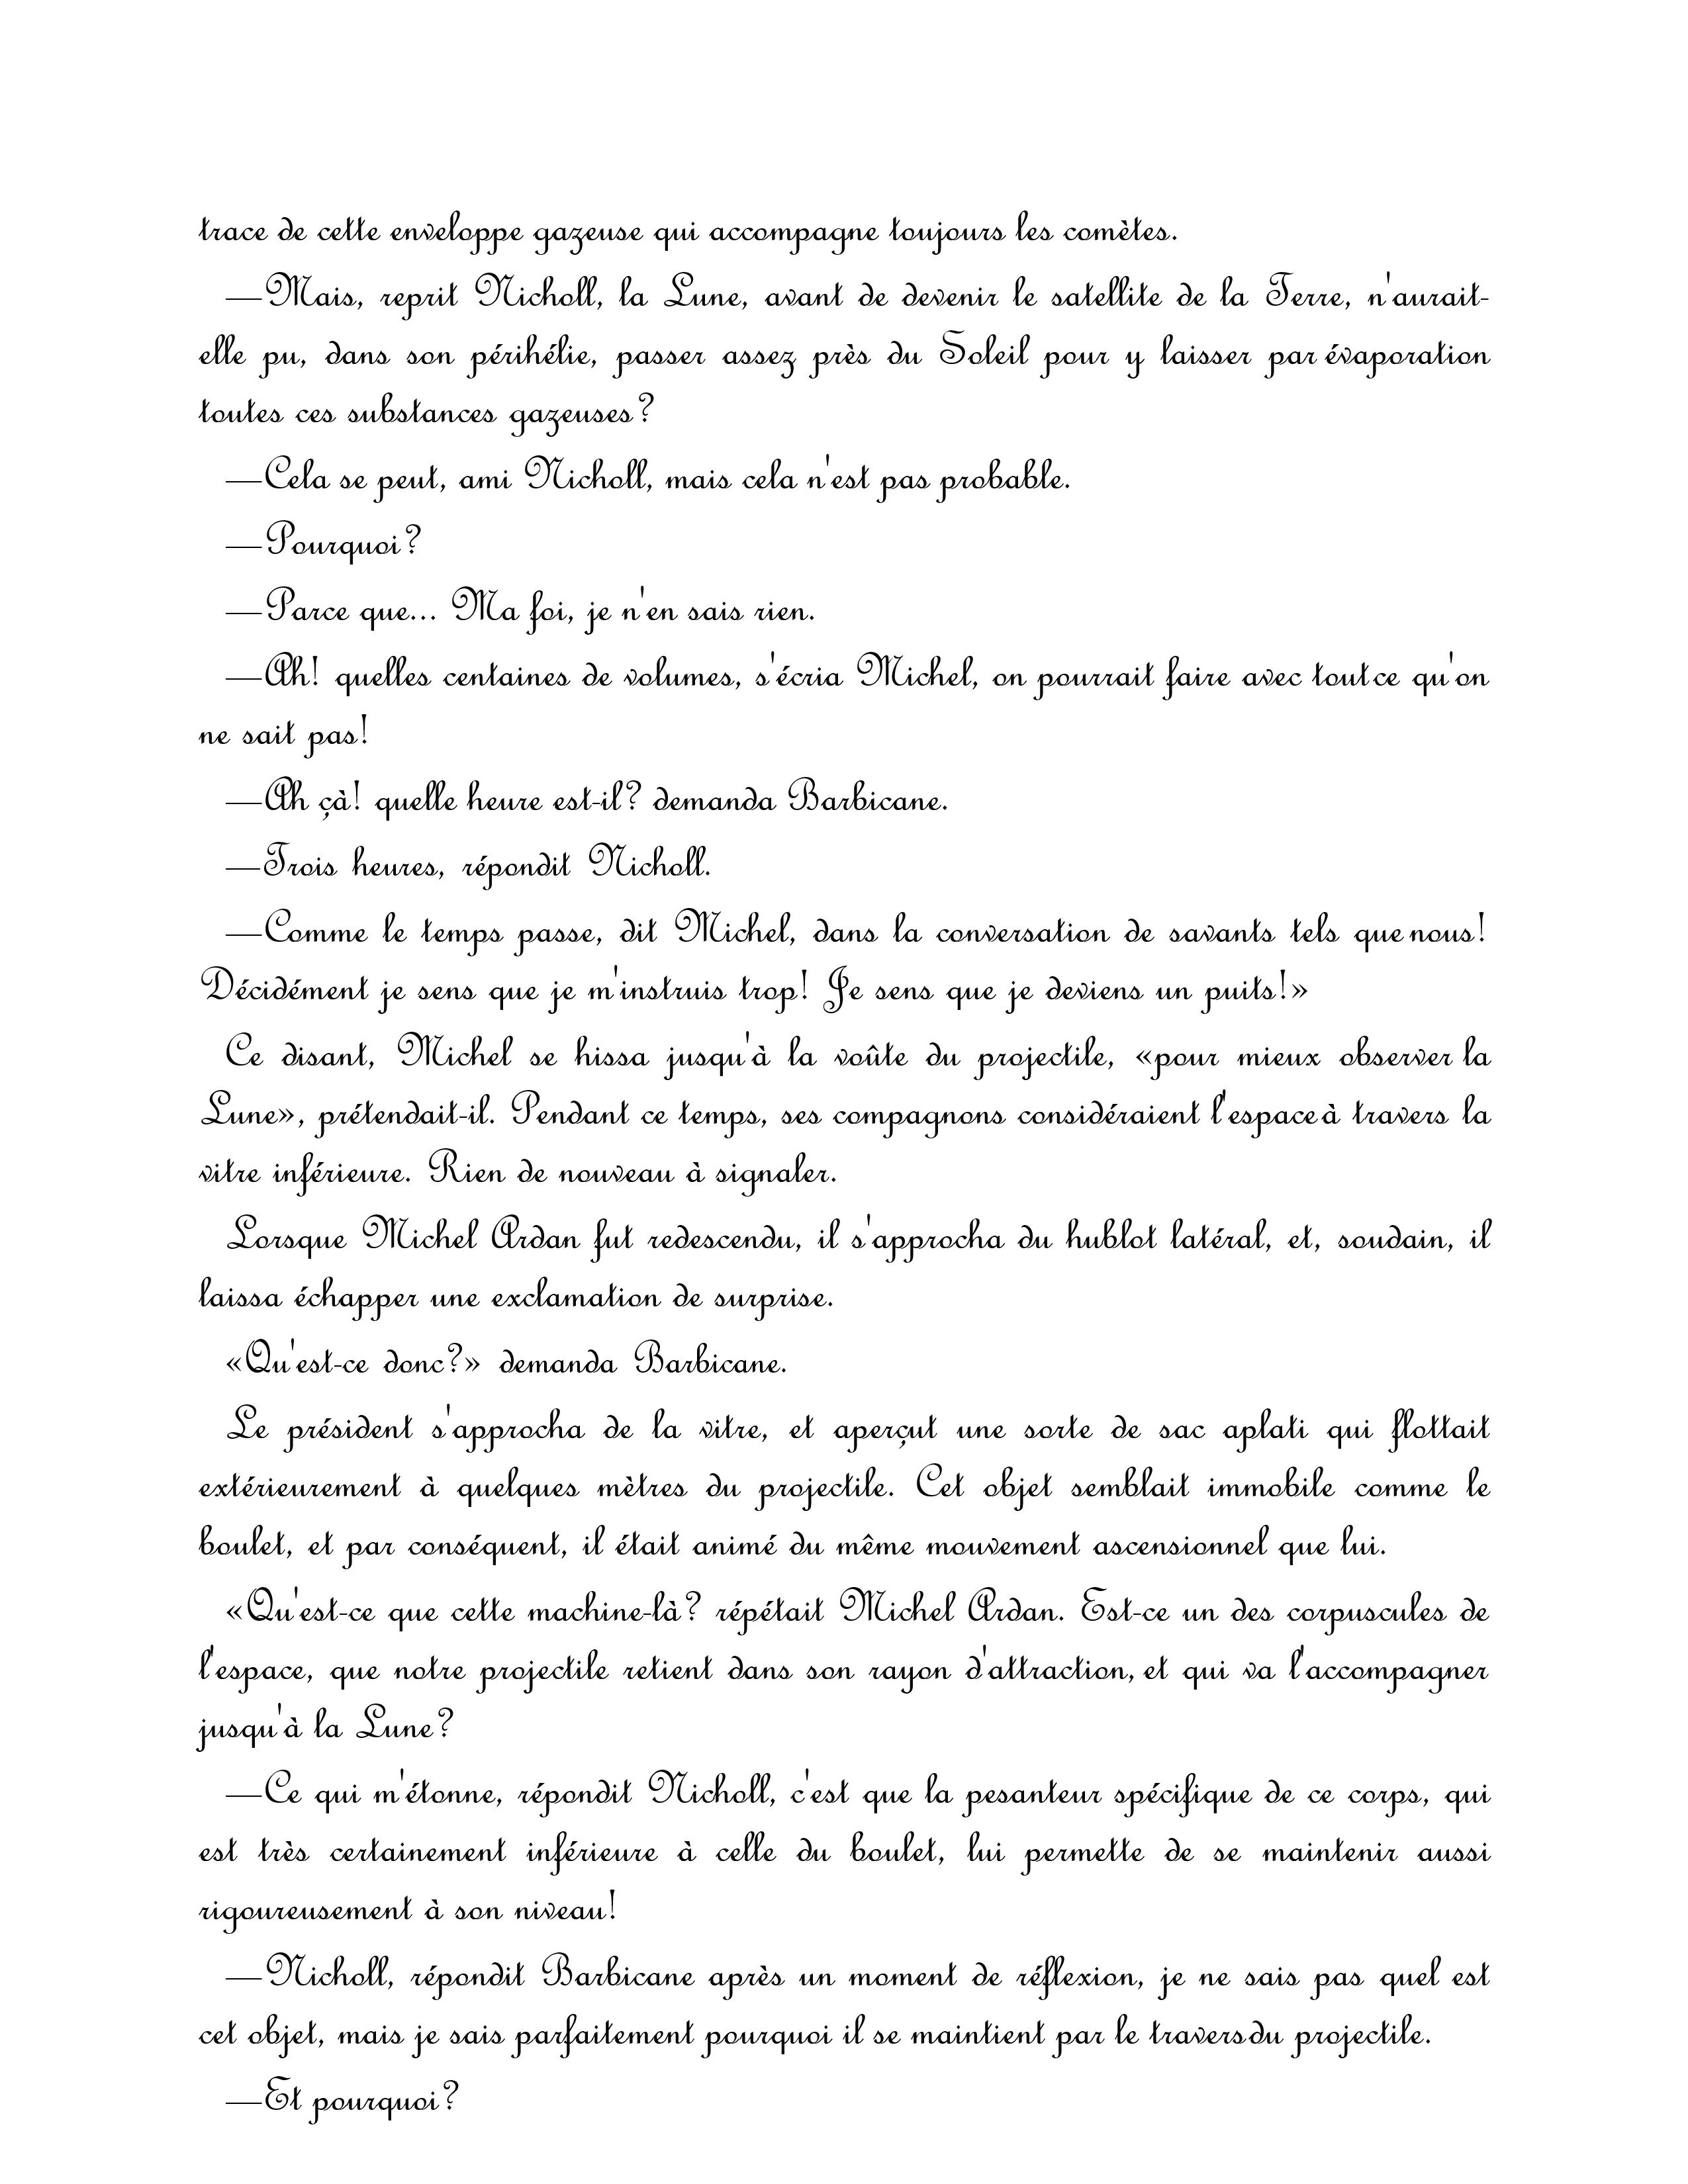 trace de cette enveloppe gazeuse qui accompagne toujours les comètes.
—Mais, reprit Nicholl, la Lune, avant de devenir le satellite de la Terre, n'aurait-
elle pu, dans son périhélie, passer assez près du Soleil pour y laisser par évaporation
toutes ces substances gazeuses?
—Cela se peut, ami Nicholl, mais cela n'est pas probable.
—Pourquoi?
—Parce que... Ma foi, je n'en sais rien.
—Ah! quelles centaines de volumes, s'écria Michel, on pourrait faire avec tout ce qu'on
ne sait pas!
—Ah çà! quelle heure est-il? demanda Barbicane.
—Trois heures, répondit Nicholl.
—Comme le temps passe, dit Michel, dans la conversation de savants tels que nous!
Décidément je sens que je m'instruis trop! Je sens que je deviens un puits!»
Ce disant, Michel se hissa jusqu'à la voûte du projectile, «pour mieux observer la
Lune», prétendait-il. Pendant ce temps, ses compagnons considéraient l'espace à travers la
vitre inférieure. Rien de nouveau à signaler.
Lorsque Michel Ardan fut redescendu, il s'approcha du hublot latéral, et, soudain, il
laissa échapper une exclamation de surprise.
«Qu'est-ce donc?» demanda Barbicane.
Le président s'approcha de la vitre, et aperçut une sorte de sac aplati qui flottait
extérieurement à quelques mètres du projectile. Cet objet semblait immobile comme le
boulet, et par conséquent, il était animé du même mouvement ascensionnel que lui.
«Qu'est-ce que cette machine-là? répétait Michel Ardan. Est-ce un des corpuscules de
l'espace, que notre projectile retient dans son rayon d'attraction, et qui va l'accompagner
jusqu'à la Lune?
—Ce qui m'étonne, répondit Nicholl, c'est que la pesanteur spécifique de ce corps, qui
est très certainement inférieure à celle du boulet, lui permette de se maintenir aussi
rigoureusement à son niveau!
—Nicholl, répondit Barbicane après un moment de réflexion, je ne sais pas quel est
cet objet, mais je sais parfaitement pourquoi il se maintient par le travers du projectile.
—Et pourquoi?